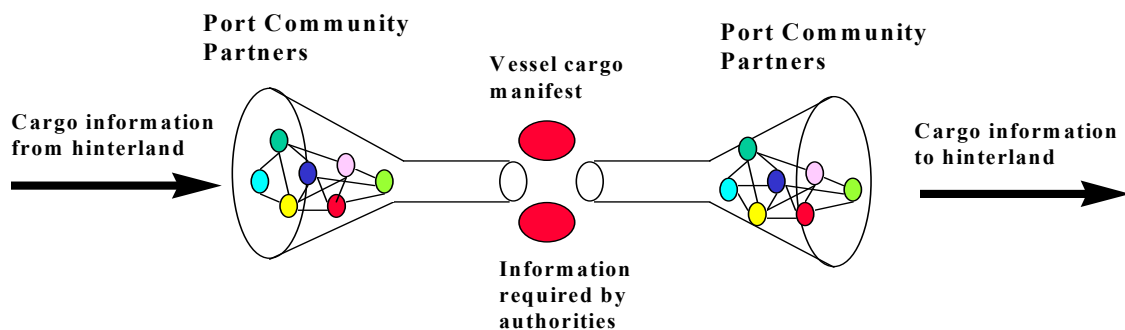 Port Community
Partners
Port Community
Partners
Vessel cargo
manifest
Cargo information
from hinterland
Cargo information
to hinterland
Information
required by
authorities